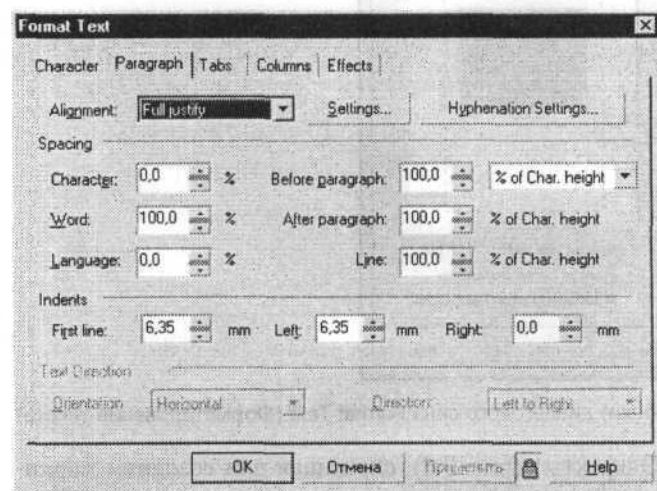 Format Text
Character Paragraph Tabs Columns Effects
Alignment: Full justify Settings... Hyphenation Settings...
Spacing
Character: 0,0 % Before paragraph: 100,0 % of Char. height
Word: 100,0 % After paragraph: 100,0 % of Char. height
Language: 0,0 % Line: 100,0 % of Char. height
Indents
First line: 6,35 mm Left: 6,35 mm Right: 0,0 mm
Text Direction
Orientation Horizontal Direction: Left to Right
OK Отмена Применить Help